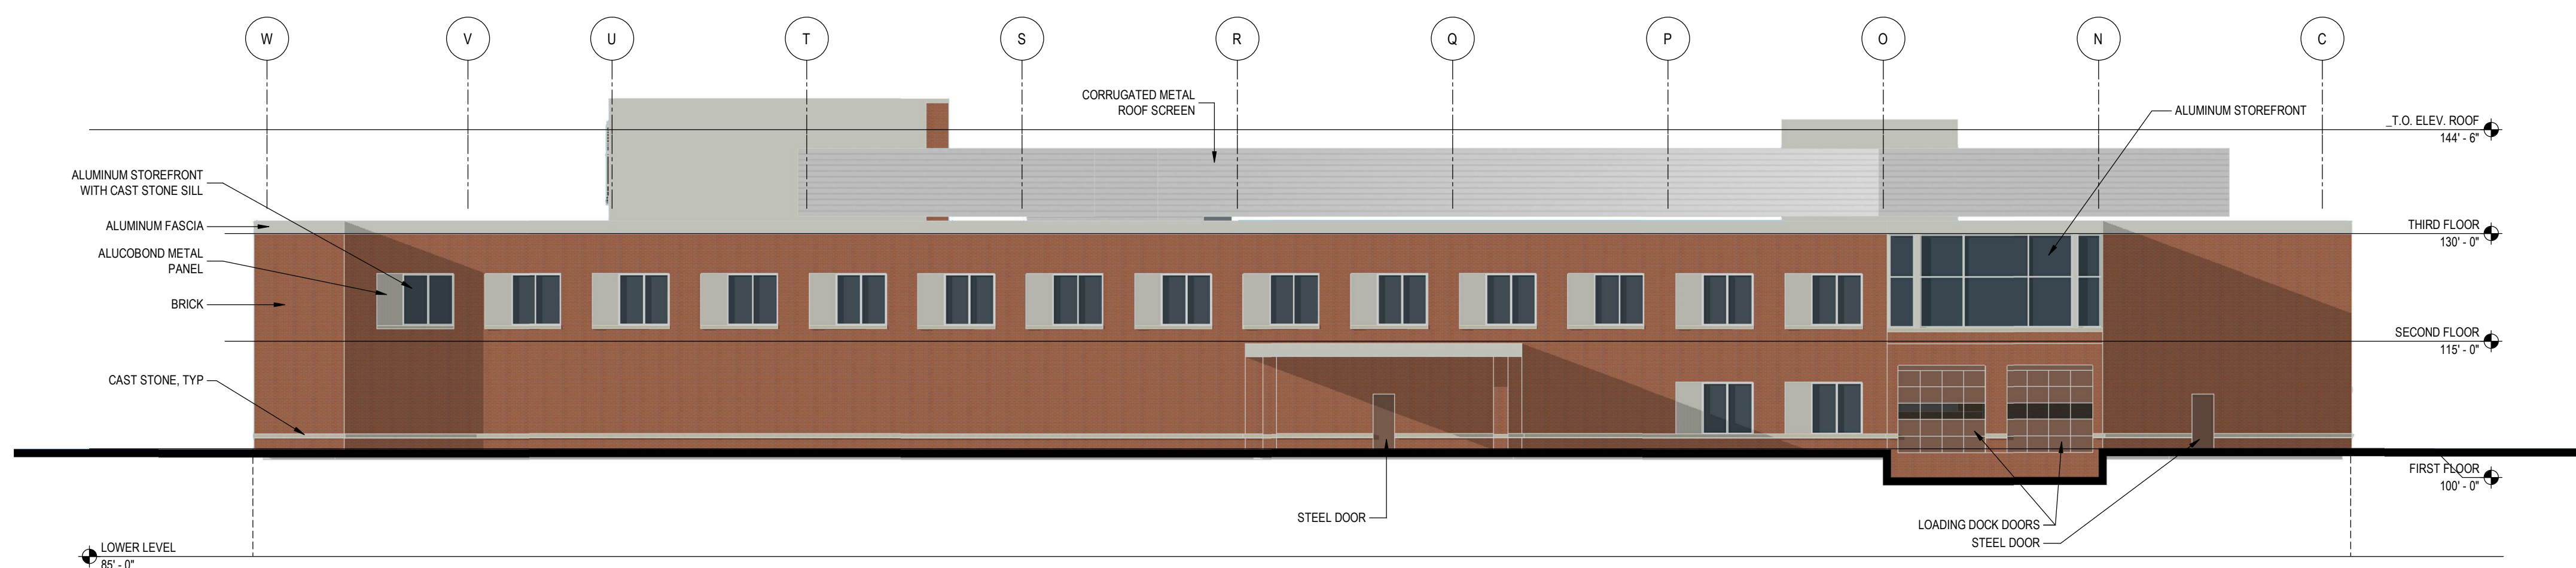 W V U T S R Q P O N C
CORRUGATED METAL
ROOF SCREEN
ALUMINUM STOREFRONT
_T.O. ELEV. ROOF
144' - 6"
ALUMINUM STOREFRONT
WITH CAST STONE SILL
ALUMINUM FASCIA
THIRD FLOOR
130' - 0"
ALUCOBOND METAL
PANEL
BRICK
SECOND FLOOR
115' - 0"
CAST STONE, TYP
FIRST FLOOR
100' - 0"
STEEL DOOR
LOADING DOCK DOORS
STEEL DOOR
LOWER LEVEL
85' - 0"